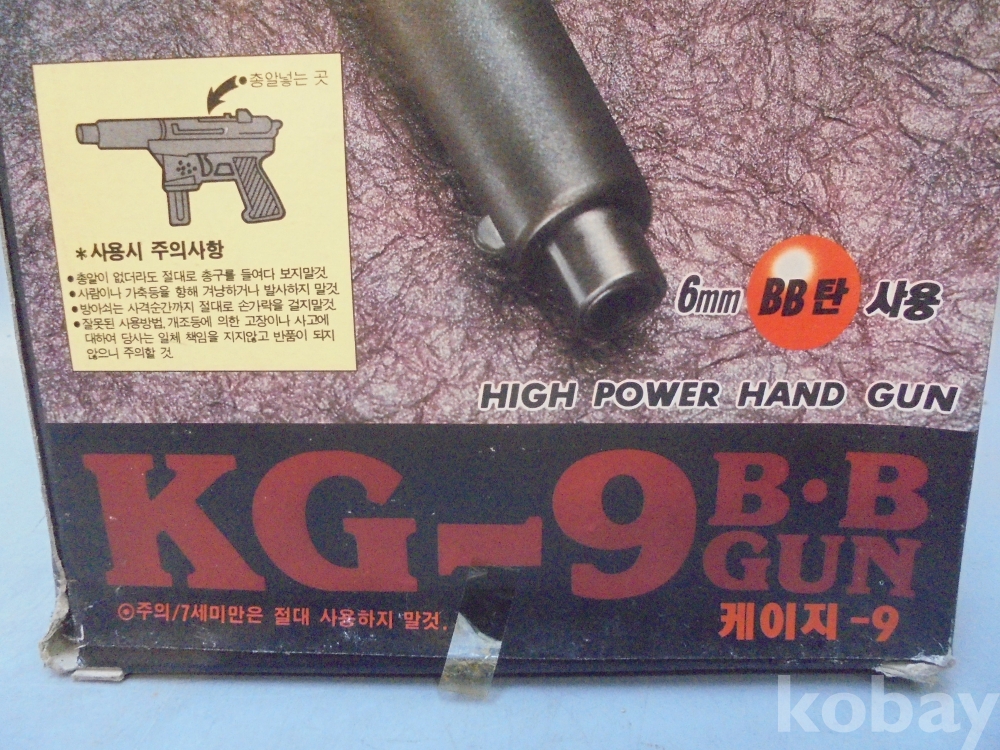 총알넣는 곳
*사용시 주의사항
•총알이 없더라도 절대로 총구를 들여다 보지말것.
•사람이나 가축등을 향해 겨냥하거나 발사하지 말것.
•방아쇠는 사격순간까지 절대로 손가락을 걸지말것.
•잘못된 사용방법, 개조등에 의한 고장이나 사고에
대하여 당사는 일체 책임을 지지않고 반품이 되지
않으니 주의할 것.
6mm BB탄 사용
HIGH POWER HAND GUN
KG-9 B·B
GUN
⊙주의/7세미만은 절대 사용하지 말것.
케이지-9
kobay